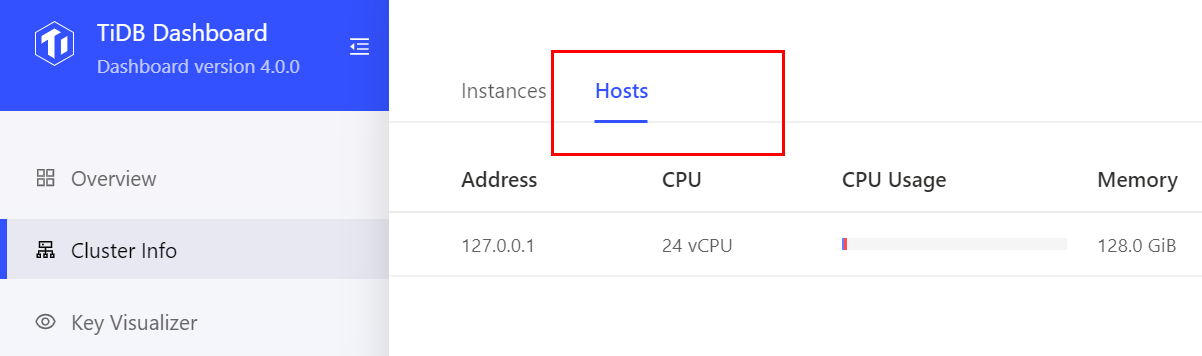 TiDB Dashboard
Dashboard version 4.0.0
Overview
Cluster Info
Key Visualizer
Instances Hosts
Address CPU CPU Usage Memory
127.0.0.1 24 vCPU 128.0 GiB